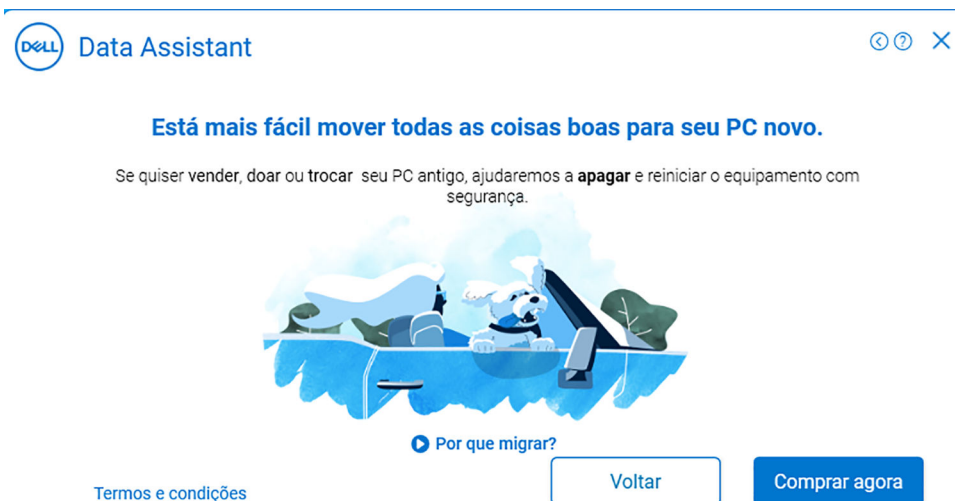 DELL
Data Assistant
Está mais fácil mover todas as coisas boas para seu PC novo.
Se quiser vender, doar ou trocar seu PC antigo, ajudaremos a apagar e reiniciar o equipamento com
segurança.
Por que migrar?
Voltar
Comprar agora
Termos e condições